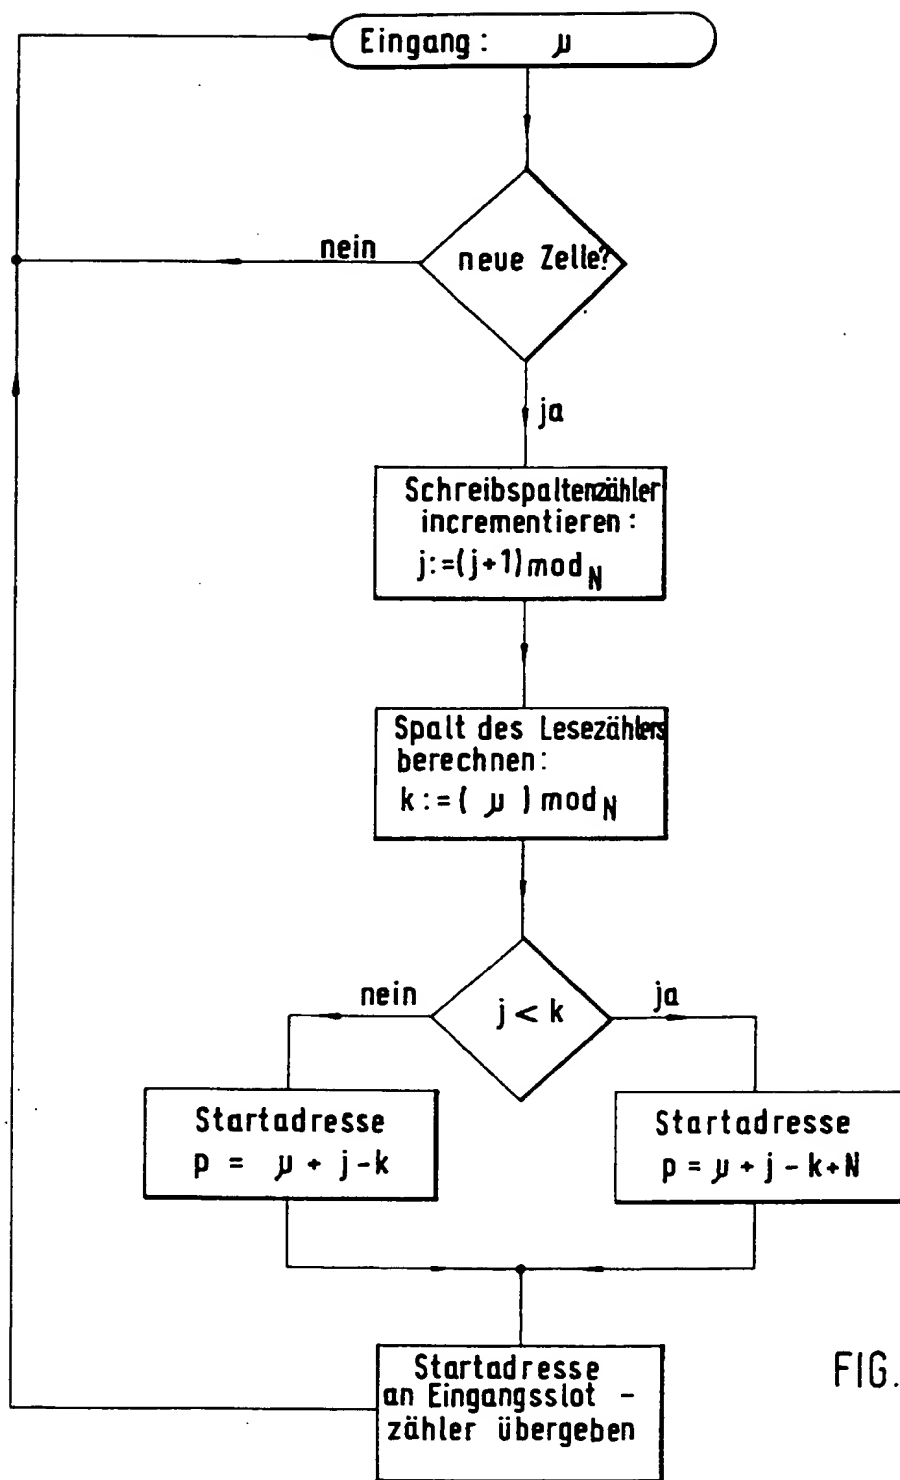 Eingang: µ
neue Zelle?
nein
ja
Schreibspaltenzähler
incrementieren:
j:=(j+1)mod N
Spalt des Lesezählers
berechnen:
k:=( µ ) mod N
j < k
nein
ja
Startadresse
p = µ + j-k
Startadresse
p = µ + j - k + N
Startadresse
an Eingangsslot -
zähler übergeben
FIG.